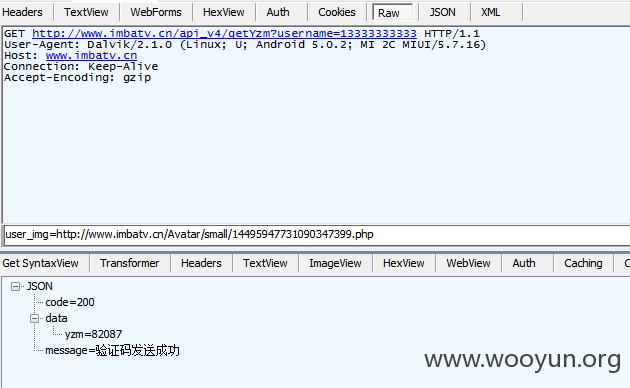 Headers TextView WebForms HexView Auth Cookies Raw JSON XML
GET http://www.imbatv.cn/api_v4/getYzm?username=13333333333 HTTP/1.1
User-Agent: Dalvik/2.1.0 (Linux; U; Android 5.0.2; MI 2C MIUI/5.7.16)
Host: www.imbatv.cn
Connection: Keep-Alive
Accept-Encoding: gzip
user_img=http://www.imbatv.cn/Avatar/small/14495947731090347399.php
Get SyntaxView Transformer Headers TextView ImageView HexView WebView Auth Caching C
JSON
code=200
data
yzm=82087
message=验证码发送成功
www.wooyun.org